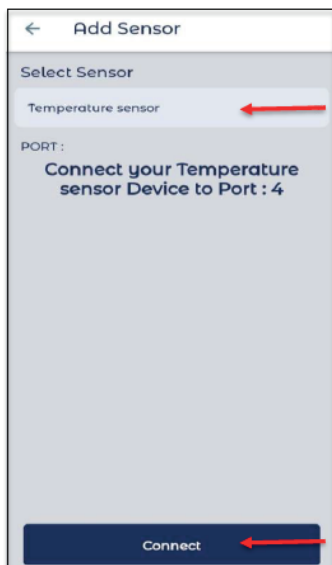 Add Sensor
Select Sensor
Temperature sensor
PORT :
Connect your Temperature
sensor Device to Port : 4
Connect